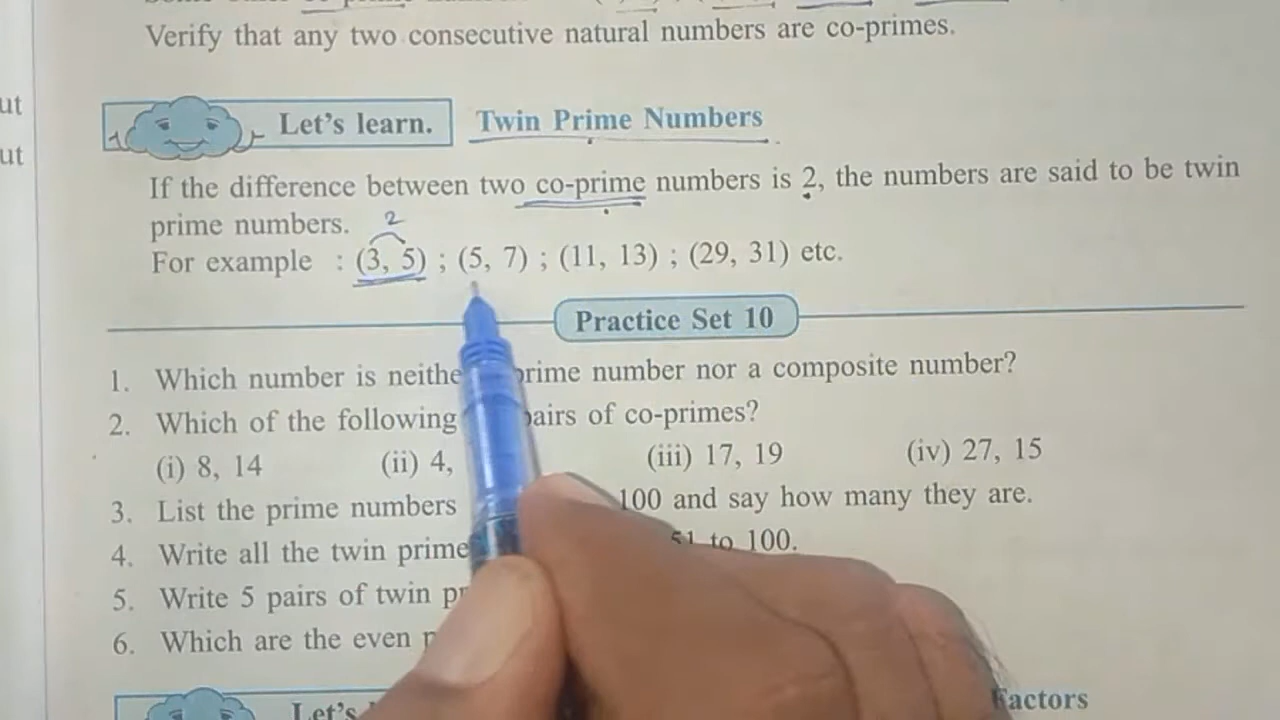 Verify that any two consecutive natural numbers are co-primes.
ut
Let's learn. Twin Prime Numbers
ut
If the difference between two co-prime numbers is 2, the numbers are said to be twin
prime numbers.
2
For example : (3, 5) ; (5, 7) ; (11, 13) ; (29, 31) etc.
Practice Set 10
1. Which number is neither prime number nor a composite number?
2. Which of the following pairs of co-primes?
(i) 8, 14 (ii) 4, (iii) 17, 19 (iv) 27, 15
3. List the prime numbers 100 and say how many they are.
4. Write all the twin prime 51 to 100.
5. Write 5 pairs of twin
6. Which are the even
Let's
Factors